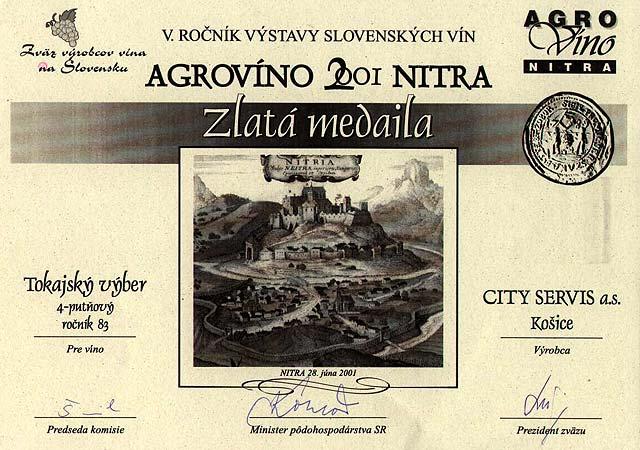 Zväz výrobcov vína
na Slovensku
V. ROČNÍK VÝSTAVY SLOVENSKÝCH VÍN
AGROVÍNO 2001 NITRA
AGRO
Víno
NITRA
Zlatá medaila
NITRIA
Tokajský výber
4-putňový
ročník 83
Pre víno
CITY SERVIS a.s.
Košice
Výrobca
NITRA 28. júna 2001
Predseda komisie
Minister pôdohospodárstva SR
Prezident zväzu